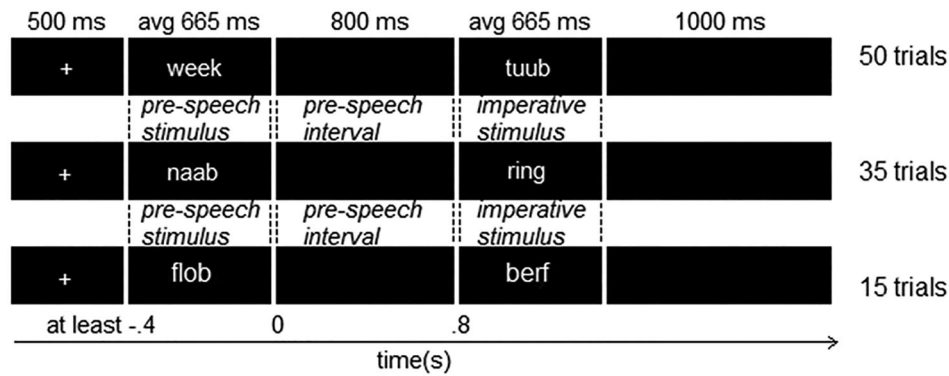 500 ms avg 665 ms 800 ms avg 665 ms 1000 ms
+ week tuub 50 trials
pre-speech pre-speech imperative
stimulus interval stimulus
+ naab ring 35 trials
pre-speech pre-speech imperative
stimulus interval stimulus
+ flob berf 15 trials
at least -.4 0 .8
time(s)